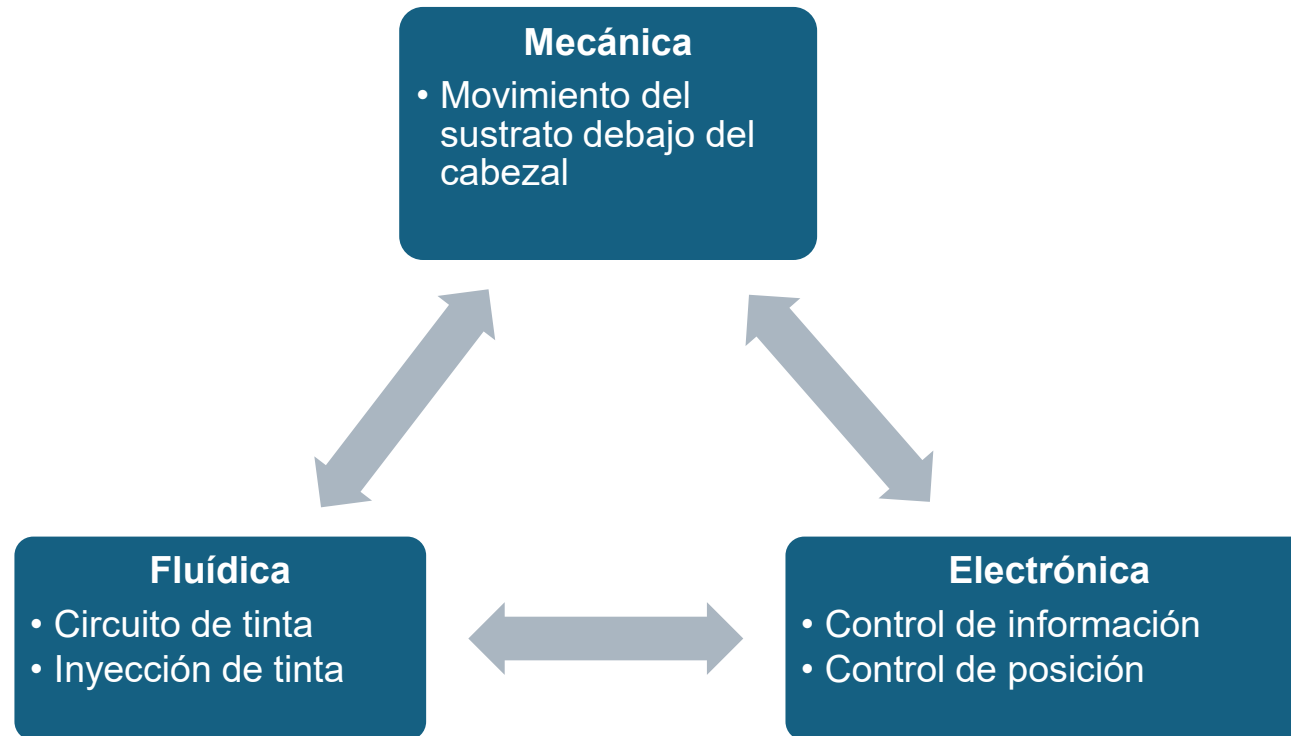 Mecánica
• Movimiento del
sustrato debajo del
cabezal
Fluídica
• Circuito de tinta
• Inyección de tinta
Electrónica
• Control de información
• Control de posición